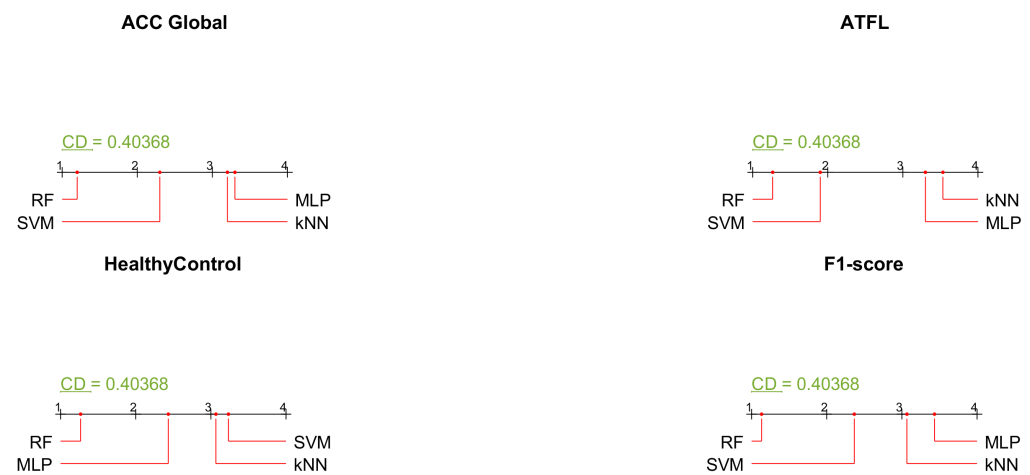 ACC Global
CD = 0.40368
1 2 3 4
RF MLP
SVM kNN
ATFL
CD = 0.40368
1 2 3 4
RF kNN
SVM MLP
HealthyControl
CD = 0.40368
1 2 3 4
RF SVM
MLP kNN
F1-score
CD = 0.40368
1 2 3 4
RF MLP
SVM kNN